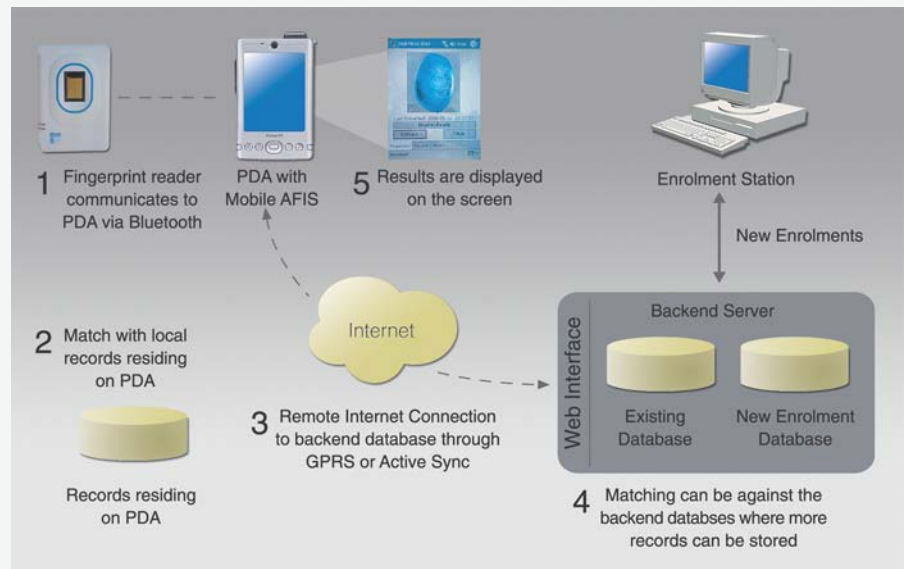 1 Fingerprint reader
communicates to
PDA via Bluetooth
PDA with
Mobile AFIS
5 Results are displayed
on the screen
Enrolment Station
New Enrolments
2 Match with local
records residing
on PDA
Records residing
on PDA
Internet
3 Remote Internet Connection
to backend database through
GPRS or Active Sync
Web Interface
Backend Server
Existing
Database
New Enrolment
Database
4 Matching can be against the
backend databses where more
records can be stored